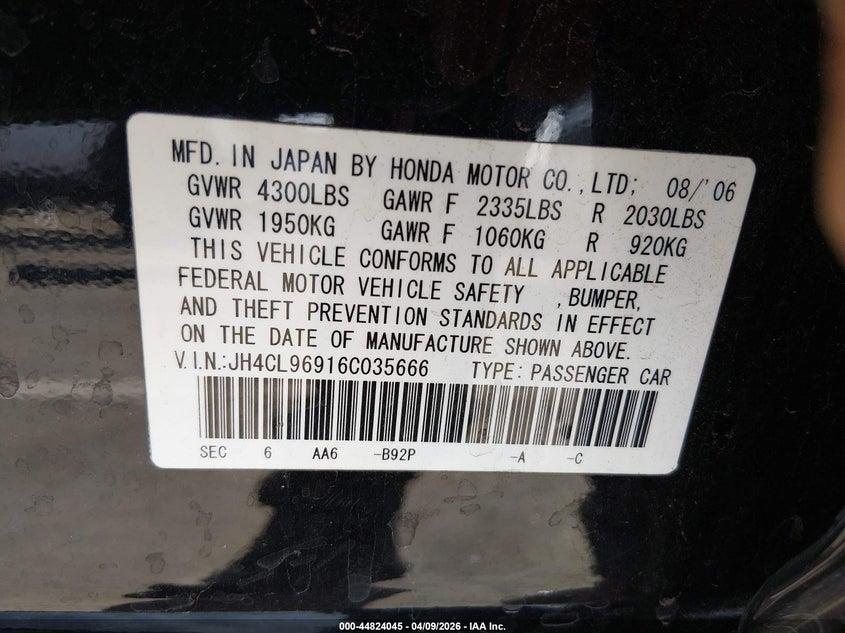 MFD. IN JAPAN BY HONDA MOTOR CO., LTD; 08/'06
GVWR 4300LBS GAWR F 2335LBS R 2030LBS
GVWR 1950KG GAWR F 1060KG R 920KG
THIS VEHICLE CONFORMS TO ALL APPLICABLE
FEDERAL MOTOR VEHICLE SAFETY , BUMPER,
AND THEFT PREVENTION STANDARDS IN EFFECT
ON THE DATE OF MANUFACTURE SHOWN ABOVE.
V.I.N.:JH4CL96916C035666 TYPE: PASSENGER CAR
SEC 6 AA6 -B92P -A -C
000-44824045 - 04/09/2026 - IAA Inc.